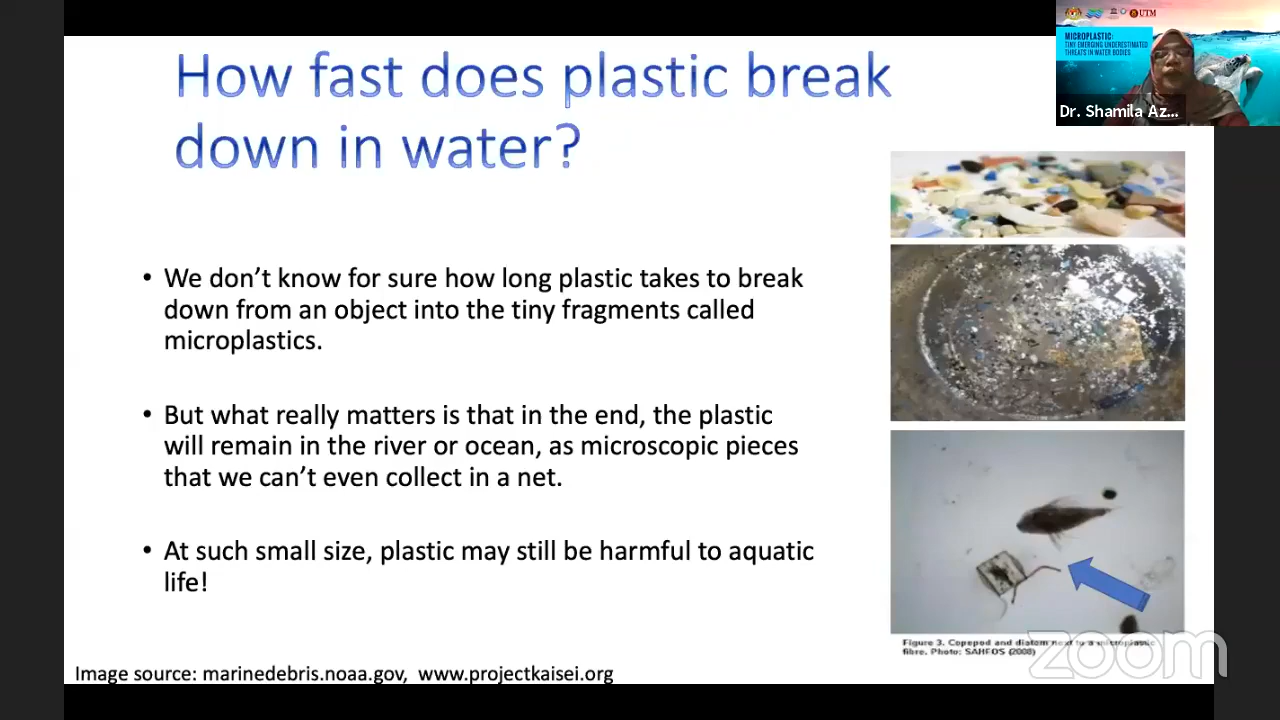 How fast does plastic break
down in water?
• We don't know for sure how long plastic takes to break
down from an object into the tiny fragments called
microplastics.
• But what really matters is that in the end, the plastic
will remain in the river or ocean, as microscopic pieces
that we can't even collect in a net.
• At such small size, plastic may still be harmful to aquatic
life!
Image source: marinedebris.noaa.gov, www.projectkaisei.org
UTM
MICROPLASTIC:
TINY EMERGING UNDERESTIMATED
THREATS IN WATER BODIES
Dr. Shamila Az...
Figure 3. Copepod and diatom next to a microplastic
fibre. Photo: SAHFOS (2008)
zoom